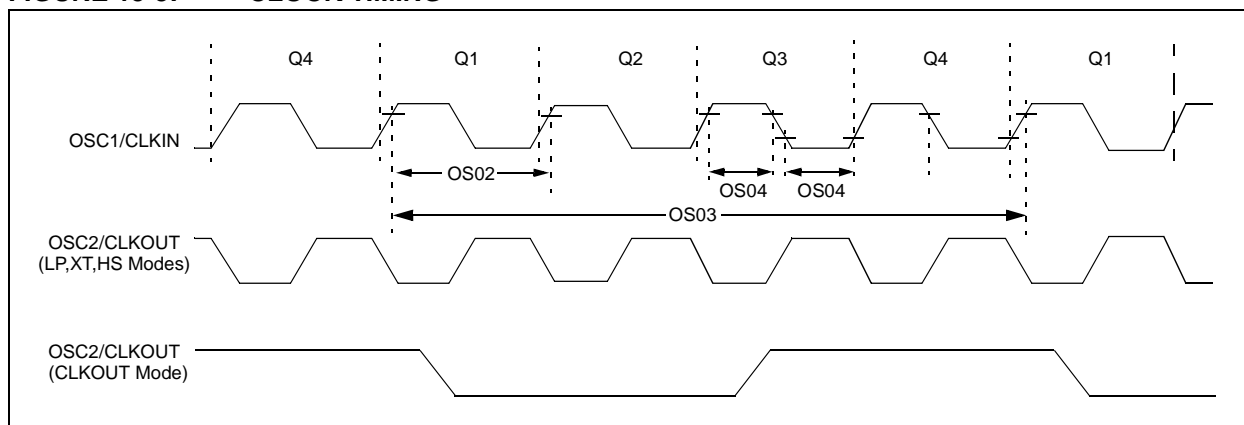 Q4 Q1 Q2 Q3 Q4 Q1
OSC1/CLKIN
OS02
OS04 OS04
OS03
OSC2/CLKOUT
(LP,XT,HS Modes)
OSC2/CLKOUT
(CLKOUT Mode)